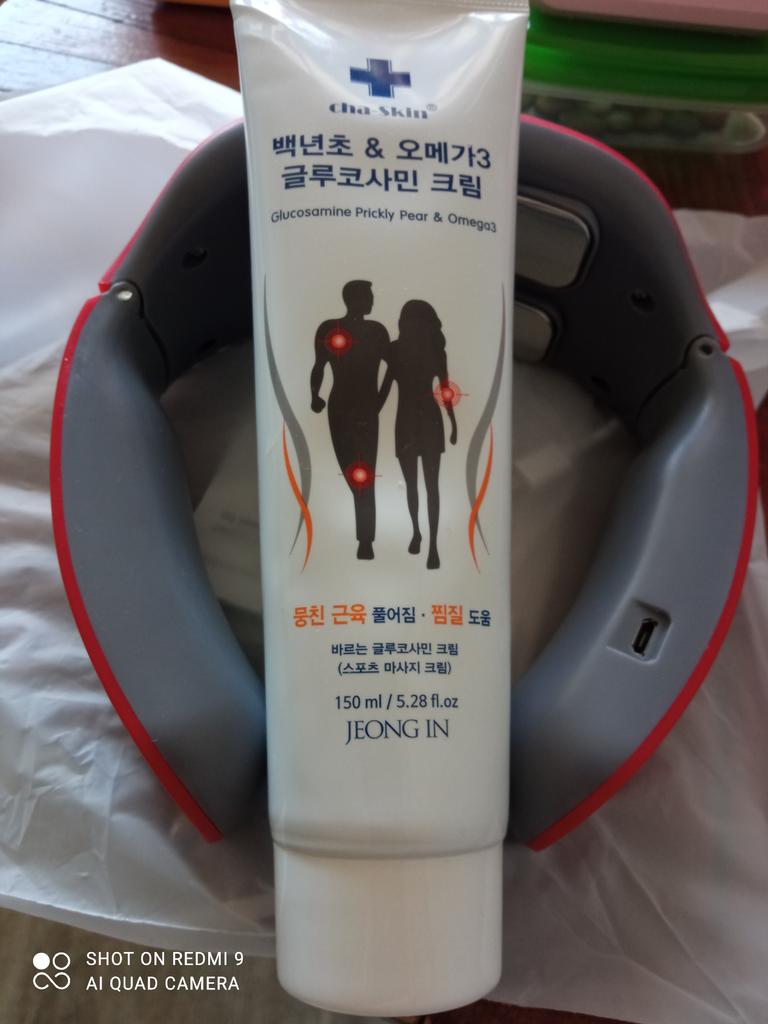 cha-skin®
백년초 & 오메가3
글루코사민 크림
Glucosamine Prickly Pear & Omega3
뭉친 근육 풀어짐 · 찜질 도움
바르는 글루코사민 크림
(스포츠 마사지 크림)
150 ml / 5.28 fl.oz
JEONG IN
SHOT ON REDMI 9
AI QUAD CAMERA